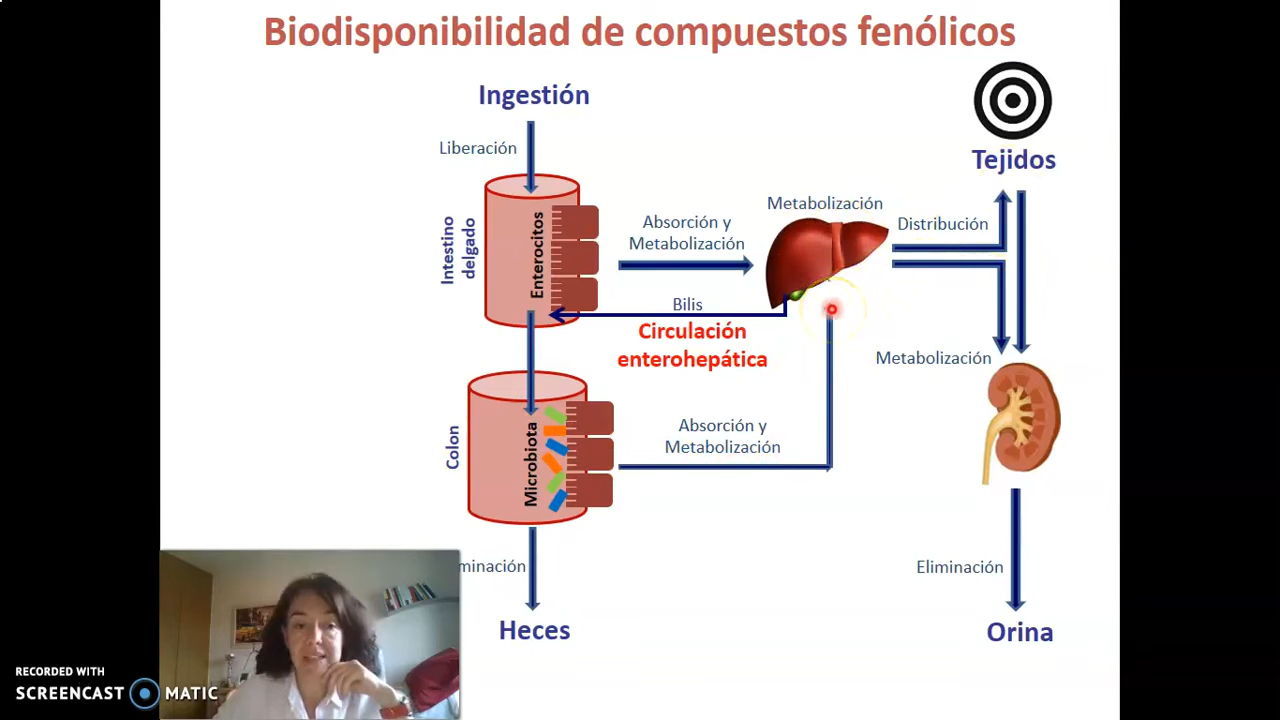 Biodisponibilidad de compuestos fenólicos
Ingestión
Liberación
Tejidos
Intestino
delgado
Enterocitos
Absorción y
Metabolización
Metabolización
Distribución
Bilis
Circulación
enterohepática
Metabolización
Colon
Microbiota
Absorción y
Metabolización
minación
Eliminación
Heces
Orina
RECORDED WITH
SCREENCAST MATIC